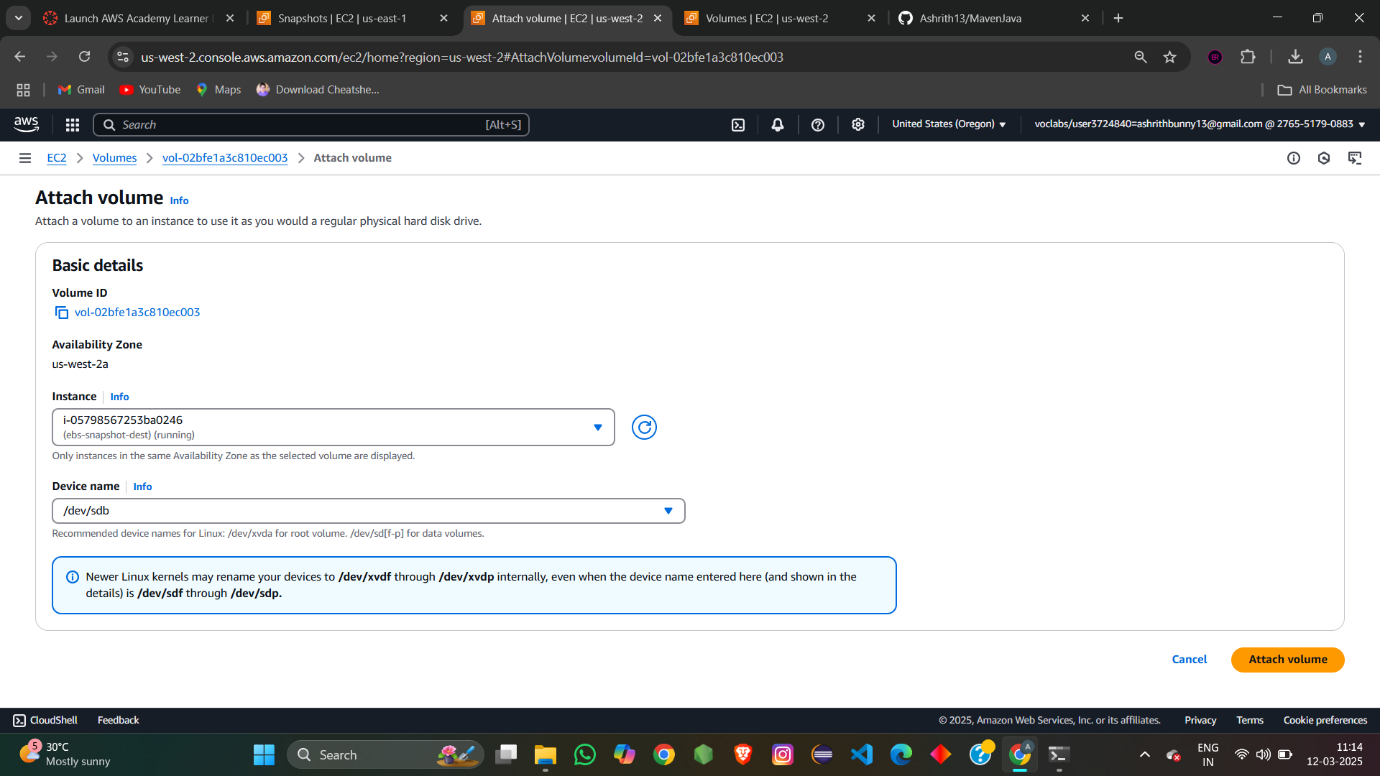 Launch AWS Academy Learner
Snapshots | EC2 | us-east-1
Attach volume | EC2 | us-west-2
Volumes | EC2 | us-west-2
Ashrith13/MavenJava
us-west-2.console.aws.amazon.com/ec2/home?region=us-west-2#AttachVolume:volumeId=vol-02bfe1a3c810ec003
A
Gmail
YouTube
Maps
Download Cheatshe...
All Bookmarks
aws
Search
[Alt+S]
United States (Oregon)
voclabs/user3724840=ashrithbunny13@gmail.com @ 2765-5179-0883
EC2
Volumes
vol-02bfe1a3c810ec003
Attach volume
Attach volume Info
Attach a volume to an instance to use it as you would a regular physical hard disk drive.
Basic details
Volume ID
vol-02bfe1a3c810ec003
Availability Zone
us-west-2a
Instance Info
i-05798567253ba0246
(ebs-snapshot-dest) (running)
Only instances in the same Availability Zone as the selected volume are displayed.
Device name Info
/dev/sdb
Recommended device names for Linux: /dev/xvda for root volume. /dev/sd[f-p] for data volumes.
Newer Linux kernels may rename your devices to /dev/xvdf through /dev/xvdp internally, even when the device name entered here (and shown in the
details) is /dev/sdf through /dev/sdp.
Cancel
Attach volume
CloudShell
Feedback
© 2025, Amazon Web Services, Inc. or its affiliates.
Privacy
Terms
Cookie preferences
5
30°C
Mostly sunny
Search
A
ENG
IN
11:14
12-03-2025